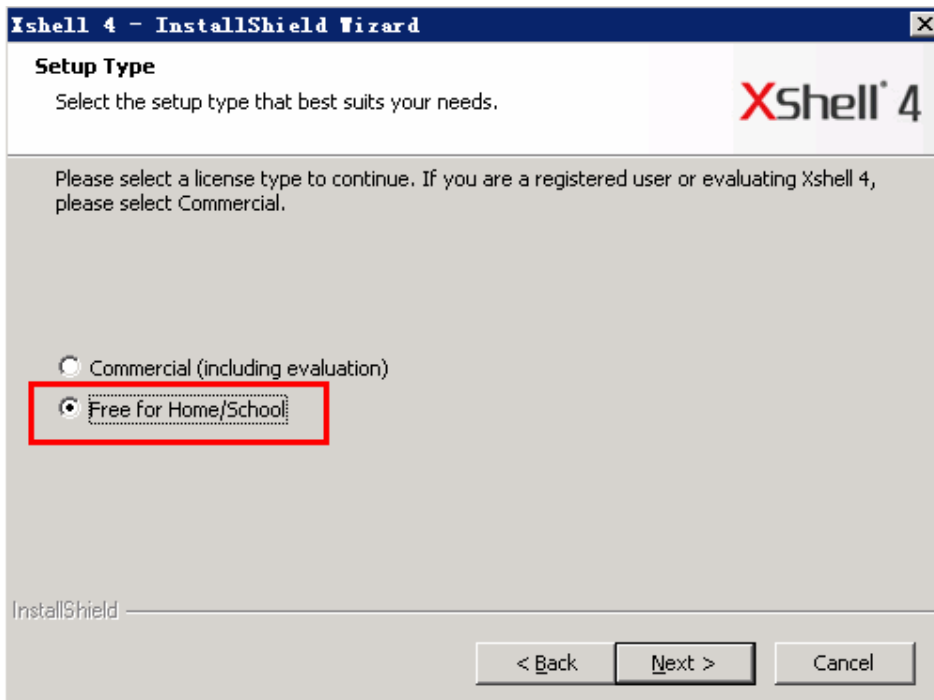 Xshell 4 - InstallShield Wizard
Setup Type
Select the setup type that best suits your needs.
XShell 4
Please select a license type to continue. If you are a registered user or evaluating Xshell 4,
please select Commercial.
Commercial (including evaluation)
Free for Home/School
InstallShield
< Back
Next >
Cancel